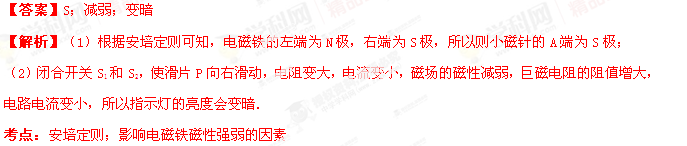 【答案】S；减弱；变暗
【解析】（1）根据安培定则可知，电磁铁的左端为N极，右端为S极，所以则小磁针的A端为S极；
（2）闭合开关S₁和S₂，使滑片P向右滑动，电阻变大，电流变小，磁场的磁性减弱，巨磁电阻的阻值增大，
电路电流变小，所以指示灯的亮度会变暗.
考点：安培定则；影响电磁铁磁性强弱的因素